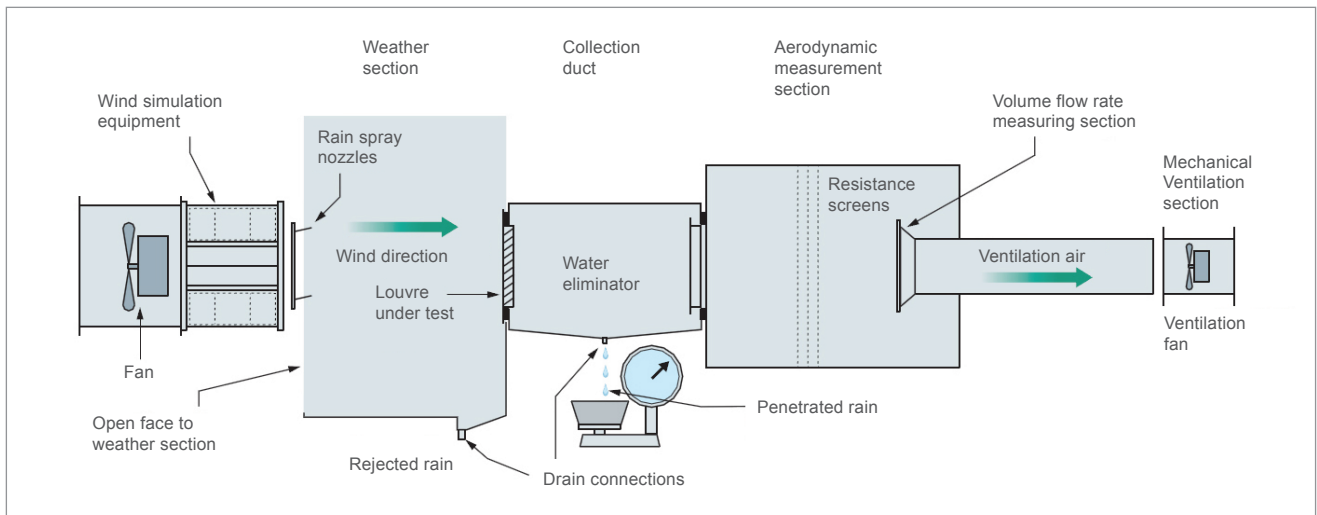 Weather
section
Collection
duct
Aerodynamic
measurement
section
Wind simulation
equipment
Rain spray
nozzles
Volume flow rate
measuring section
Mechanical
Ventilation
section
Resistance
screens
Wind direction
Water
eliminator
Ventilation air
Louvre
under test
Ventilation
fan
Fan
Open face to
weather section
Penetrated rain
Rejected rain
Drain connections